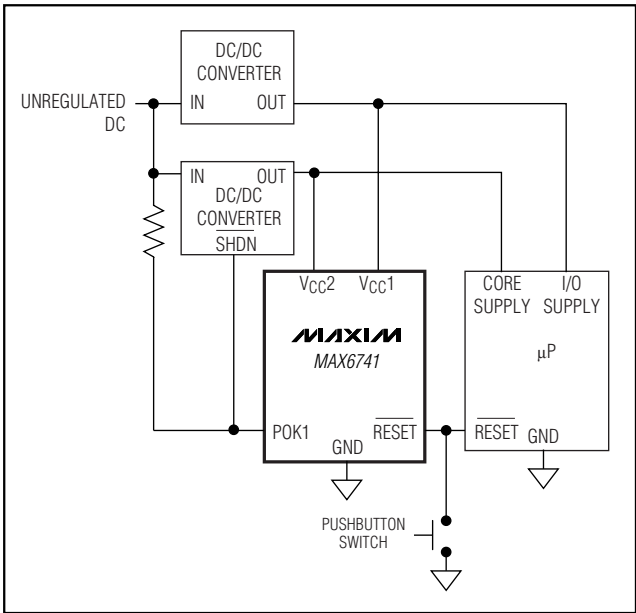 DC/DC
CONVERTER
UNREGULATED
DC
IN OUT
IN OUT
DC/DC
CONVERTER
SHDN
VCC2 VCC1
CORE
SUPPLY
I/O
SUPPLY
MAXIM
MAX6741
μP
POK1
RESET
GND
RESET
GND
PUSHBUTTON
SWITCH